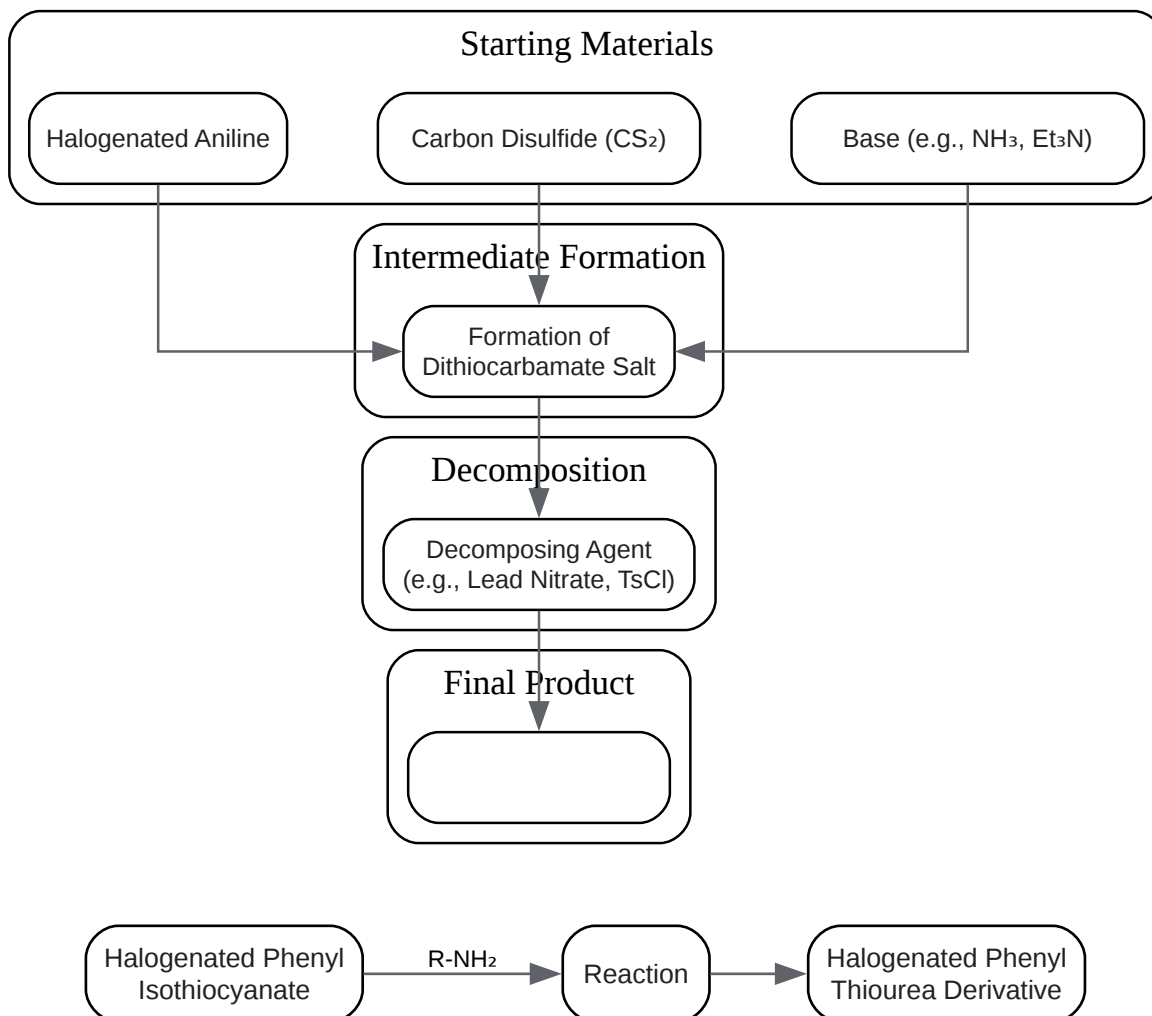 Starting Materials
Halogenated Aniline
Carbon Disulfide (CS₂)
Base (e.g., NH₃, Et₃N)
Intermediate Formation
Formation of
Dithiocarbamate Salt
Decomposition
Decomposing Agent
(e.g., Lead Nitrate, TsCl)
Final Product
Halogenated Phenyl
Isothiocyanate
R-NH₂
Reaction
Halogenated Phenyl
Thiourea Derivative